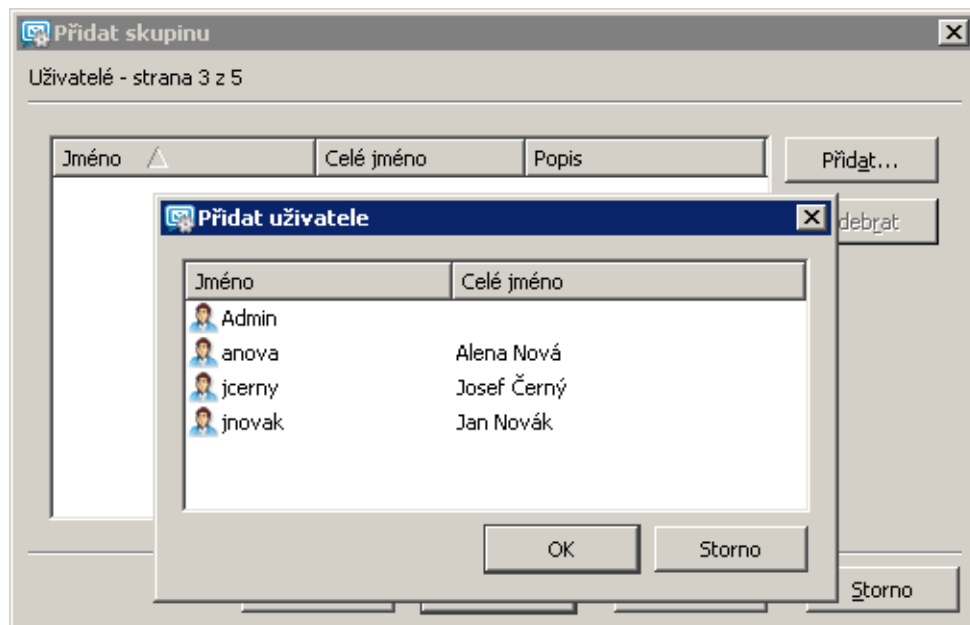 Přidat skupinu
Uživatelé - strana 3 z 5
Jméno Celé jméno Popis
Přidat...
debrat
Přidat uživatele
Jméno Celé jméno
Admin
anova Alena Nová
jcerny Josef Černý
jnovak Jan Novák
OK Storno
Storno